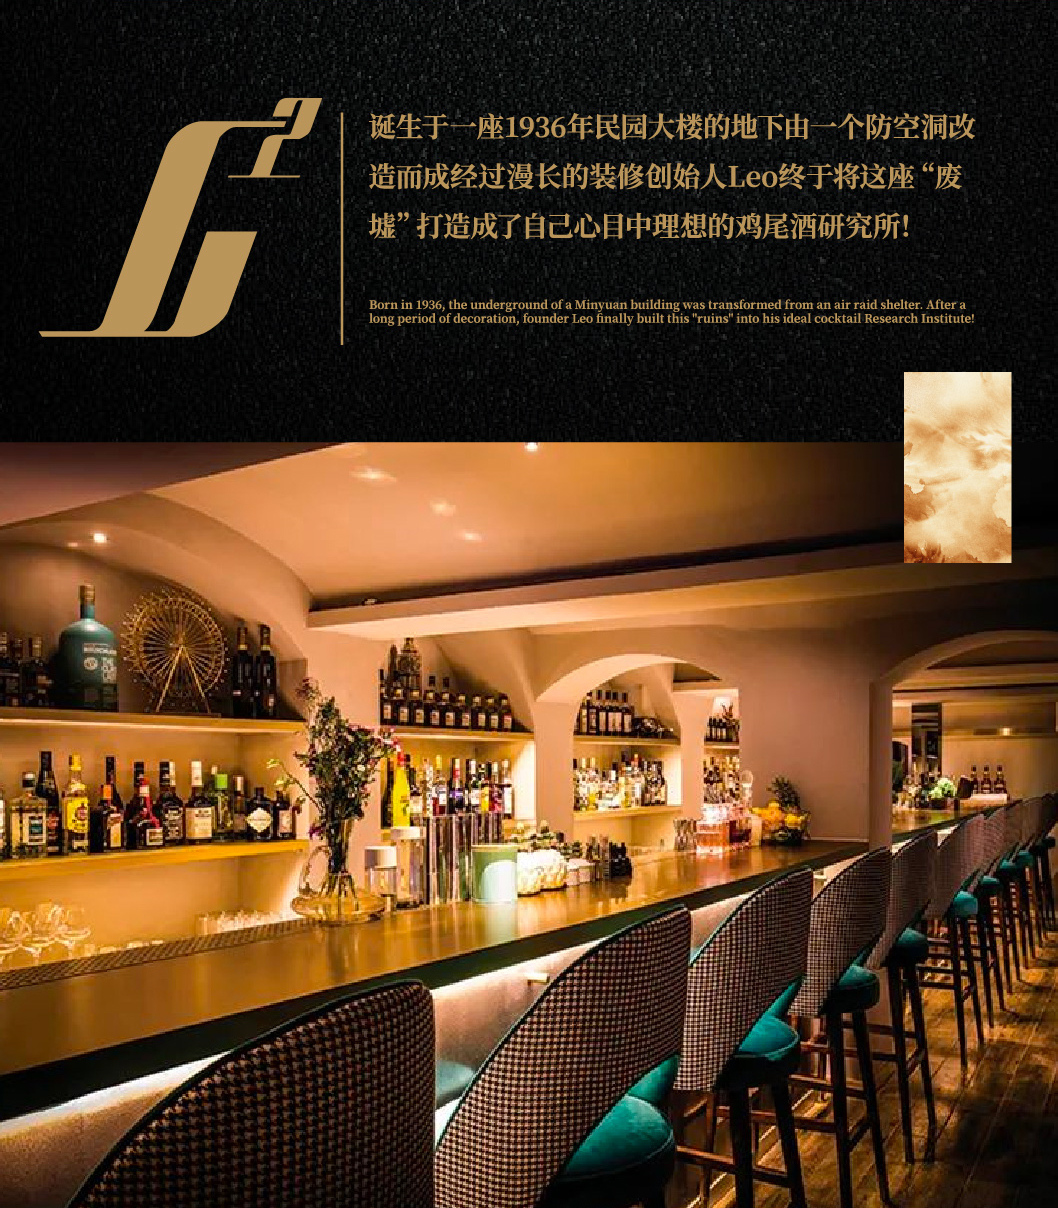 诞生于一座1936年民园大楼的地下由一个防空洞改
造而成经过漫长的装修创始人Leo终于将这座“废
墟”打造成了自己心目中理想的鸡尾酒研究所！
Born in 1936, the underground of a Minyuan building was transformed from an air raid shelter. After a
long period of decoration, founder Leo finally built this "ruins" into his ideal cocktail Research Institute!